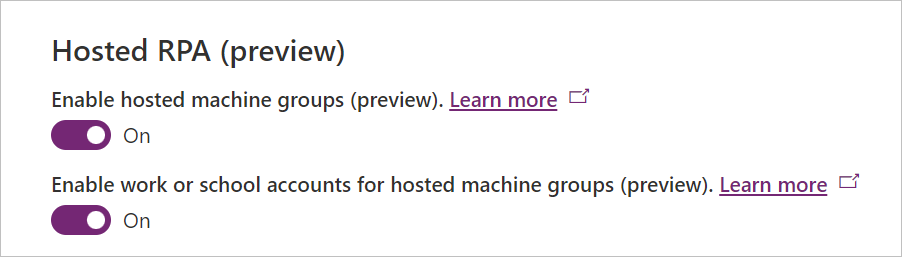 Hosted RPA (preview)
Enable hosted machine groups (preview). Learn more
On
Enable work or school accounts for hosted machine groups (preview). Learn more
On